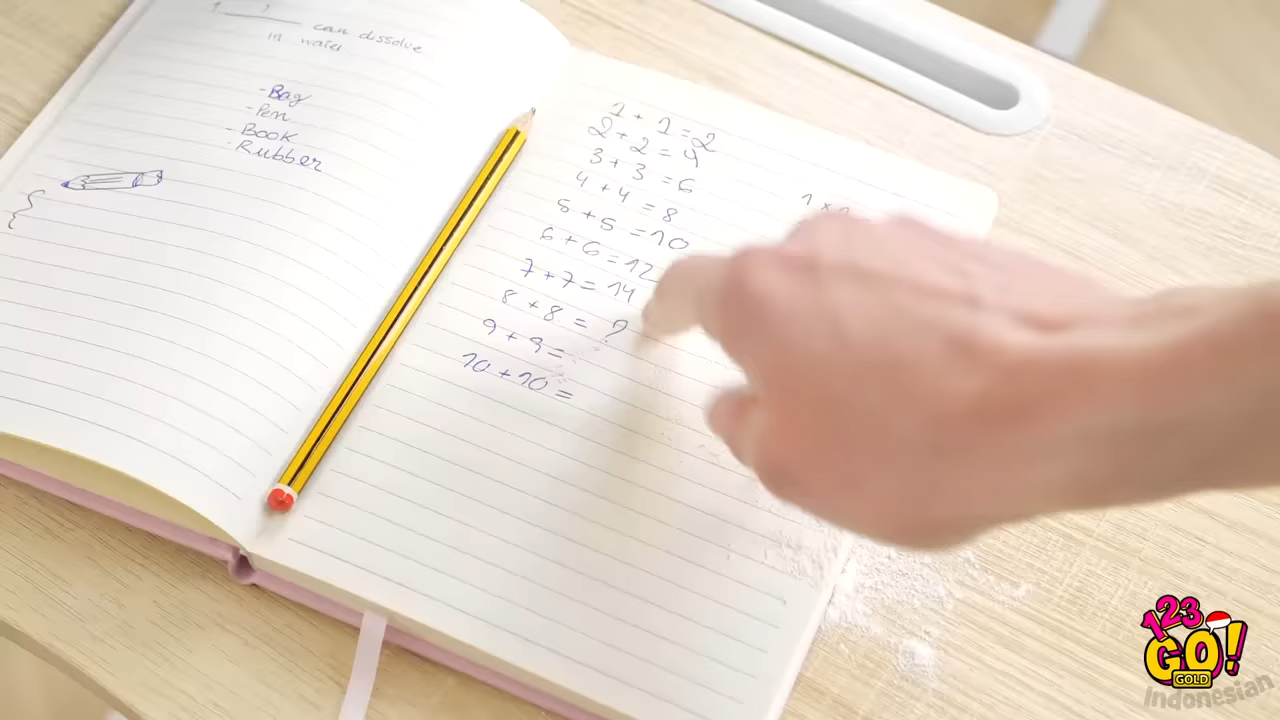 can dissolve
in water
- Bag
- Pen
- Book
- Rubber
1 + 1 = 2
2 + 2 = 4
3 + 3 = 6
4 + 4 = 8
5 + 5 = 10
6 + 6 = 12
7 + 7 = 14
8 + 8 = ?
9 + 9 =
10 + 10 =
1 x
123
GO!
GOLD
Indonesian